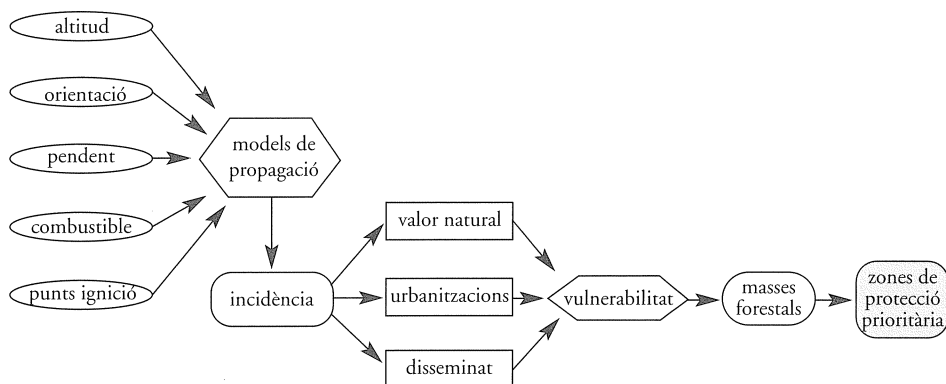 altitud
orientació
pendent
combustible
punts ignició
models de
propagació
incidència
valor natural
urbanitzacions
disseminat
vulnerabilitat
masses
forestals
zones de
protecció
prioritària